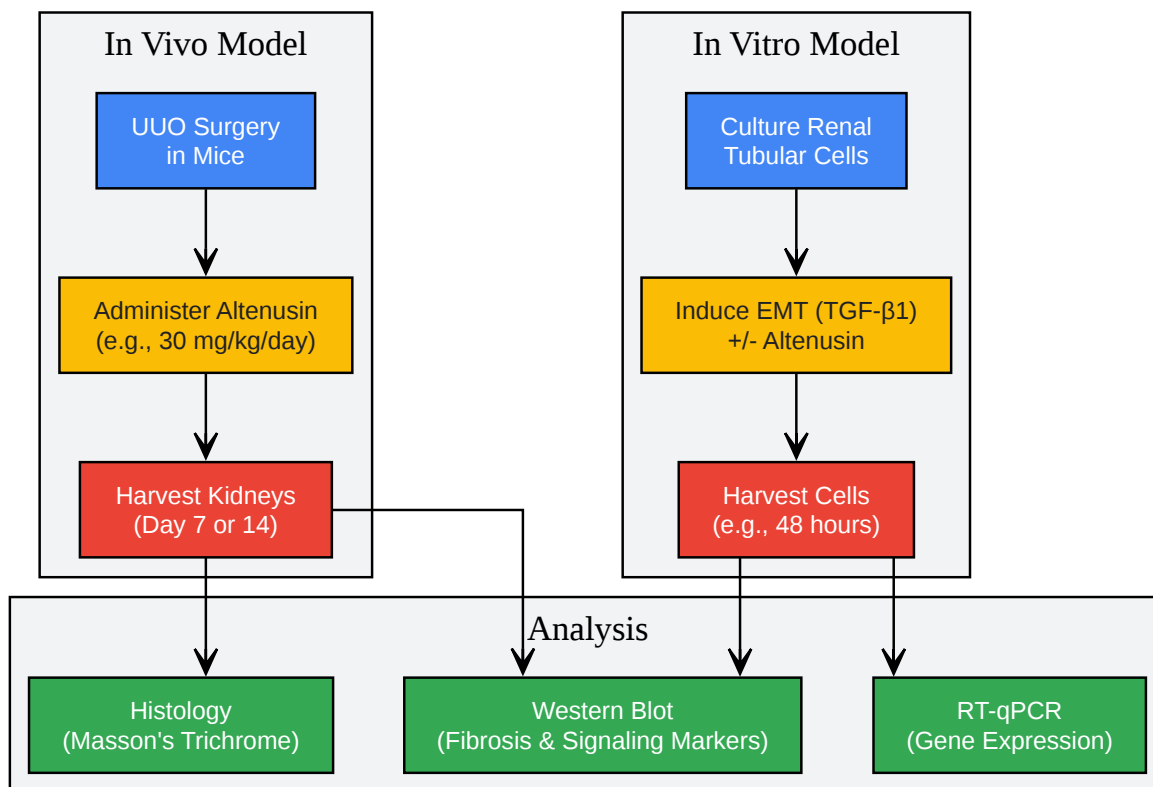 In Vivo Model
UUO Surgery
in Mice
Administer Altenusin
(e.g., 30 mg/kg/day)
Harvest Kidneys
(Day 7 or 14)
In Vitro Model
Culture Renal
Tubular Cells
Induce EMT (TGF-β1)
+/- Altenusin
Harvest Cells
(e.g., 48 hours)
Analysis
Histology
(Masson's Trichrome)
Western Blot
(Fibrosis & Signaling Markers)
RT-qPCR
(Gene Expression)